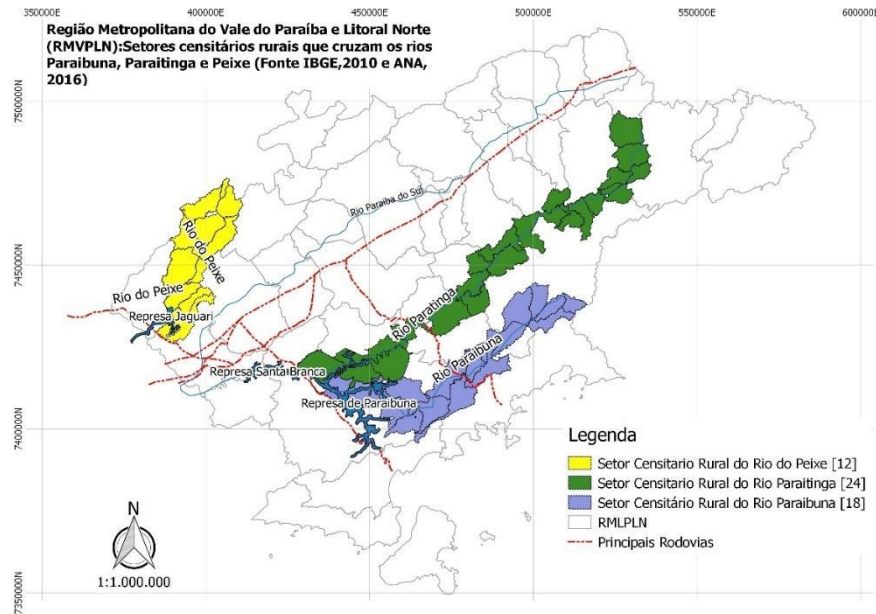 350000E
400000E
450000E
500000E
550000E
600000E
Região Metropolitana do Vale do Paraíba e Litoral Norte
(RMVPLN):Setores censitários rurais que cruzam os rios
Paraibuna, Paraitinga e Peixe (Fonte IBGE,2010 e ANA,
2016)
7500000N
Rio Paraíba do Sul
7450000N
Rio do Peixe
Rio do Peixe
Represa Jaguari
Rio Paratinga
Represa Santa Branca
Rio Paraibuna
Represa de Paraibuna
7400000N
Legenda
Setor Censitario Rural do Rio do Peixe [12]
Setor Censitario Rural do Rio Paraitinga [24]
Setor Censitário Rural do Rio Paraibuna [18]
RMLPLN
Principais Rodovias
N
1:1.000.000
7350000N